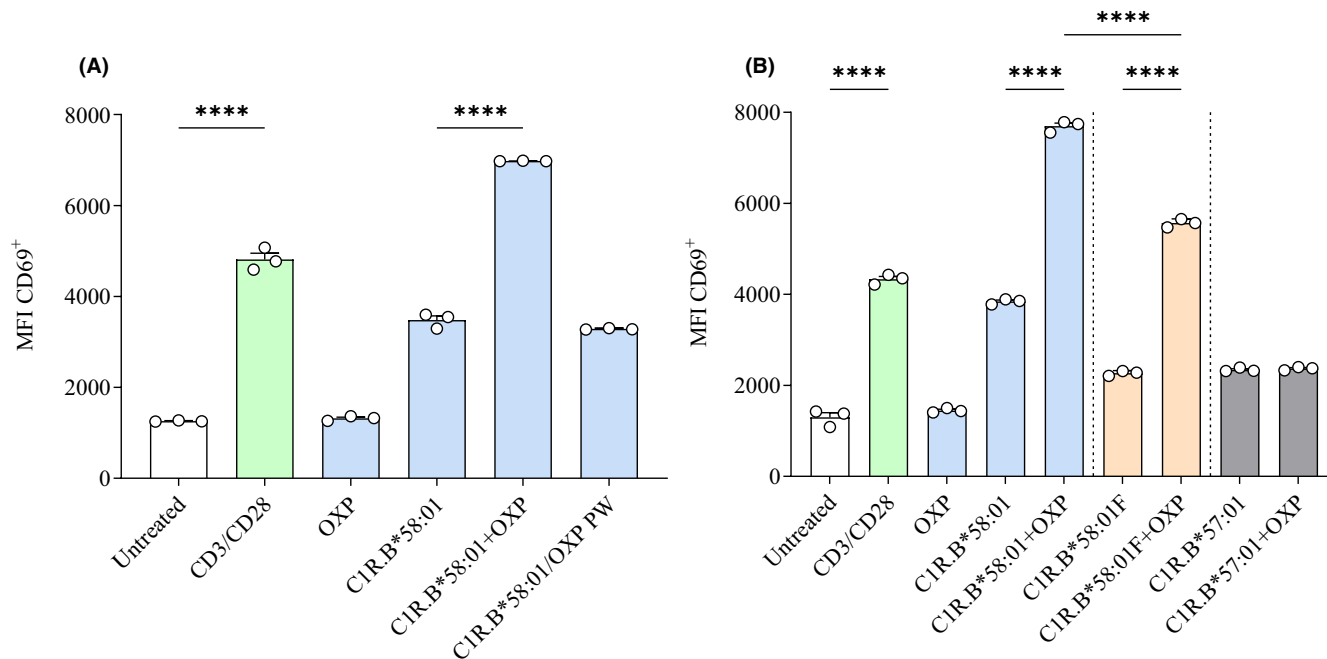 (A)
****
****
8000
6000
4000
2000
0
MFI CD69+
Untreated
CD3/CD28
OXP
C1R.B*58:01
C1R.B*58:01+OXP
C1R.B*58:01/OXP PW
(B)
****
****
****
****
8000
6000
4000
2000
0
MFI CD69+
Untreated
CD3/CD28
OXP
C1R.B*58:01
C1R.B*58:01+OXP
C1R.B*58:01F
C1R.B*58:01F+OXP
C1R.B*57:01
C1R.B*57:01+OXP